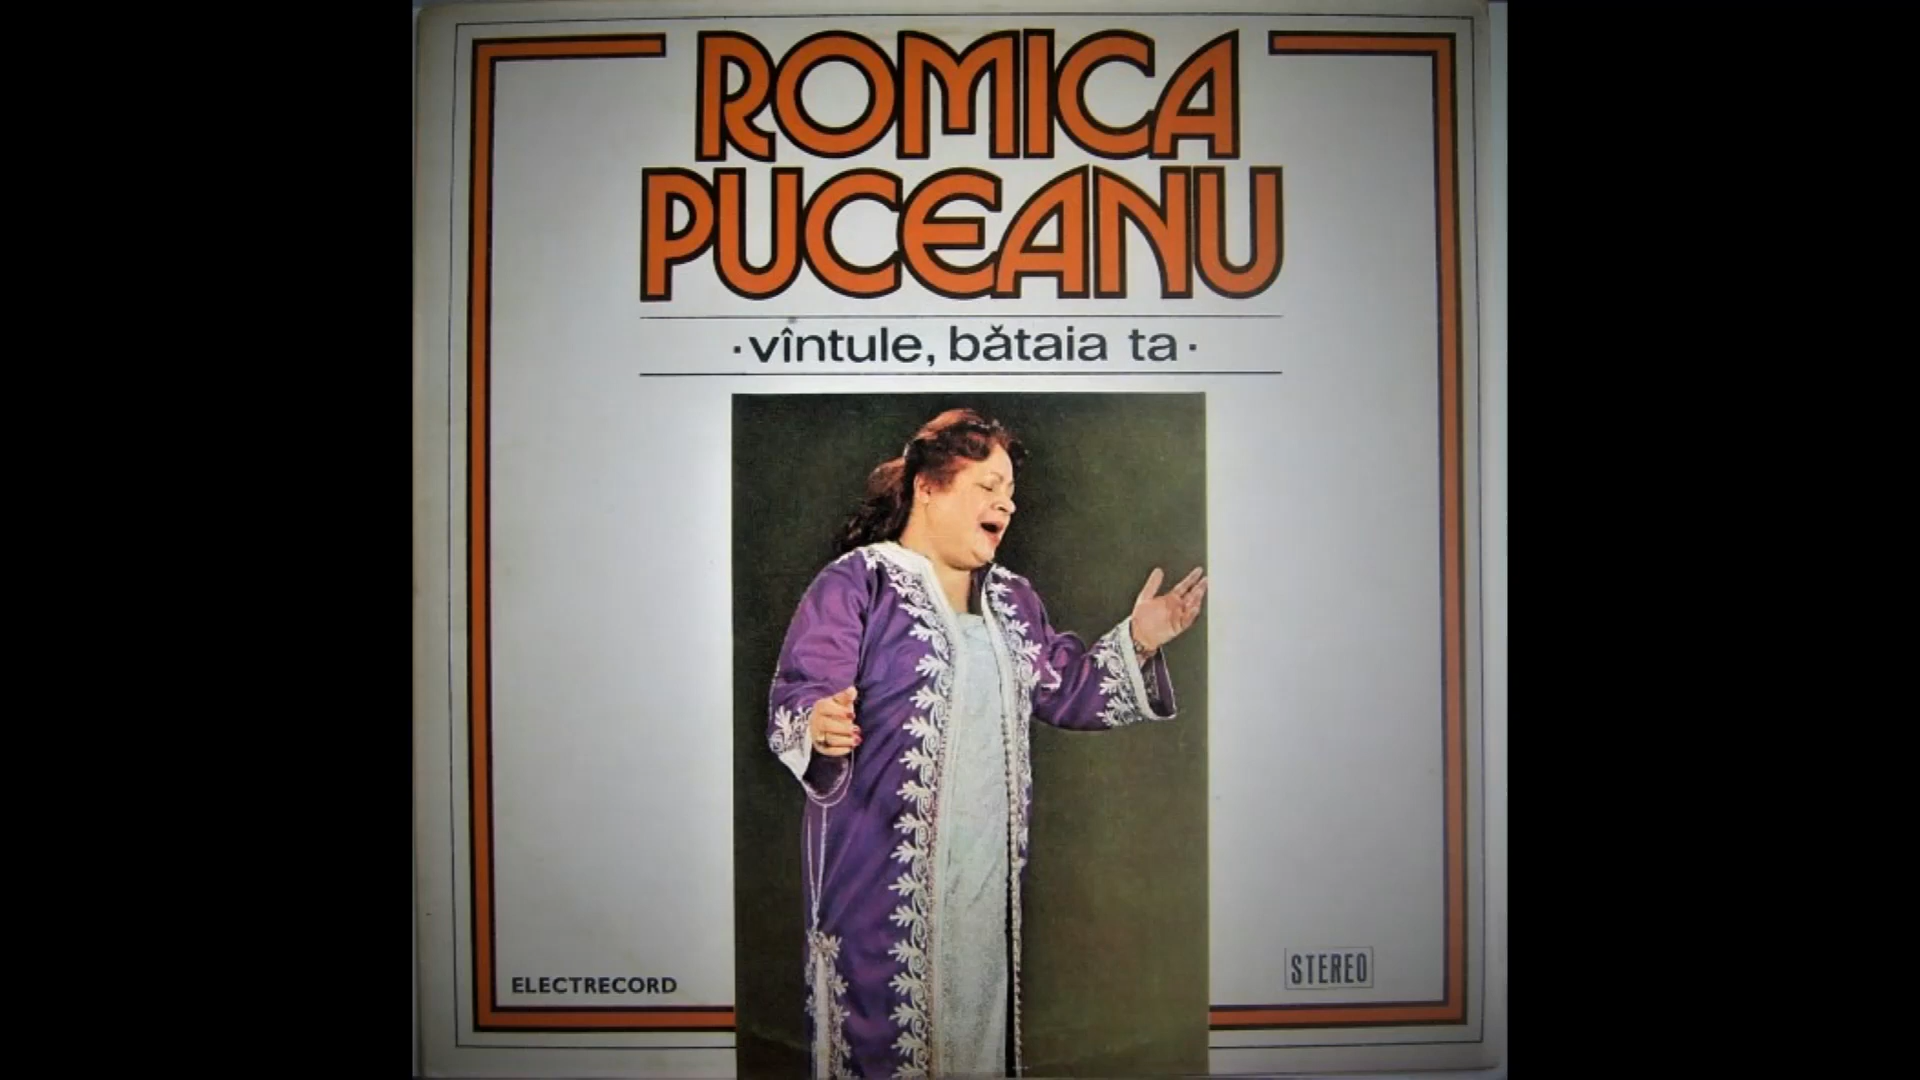 ROMICA
PUCEANU
·vîntule, bătaia ta·
ELECTRECORD
STEREO